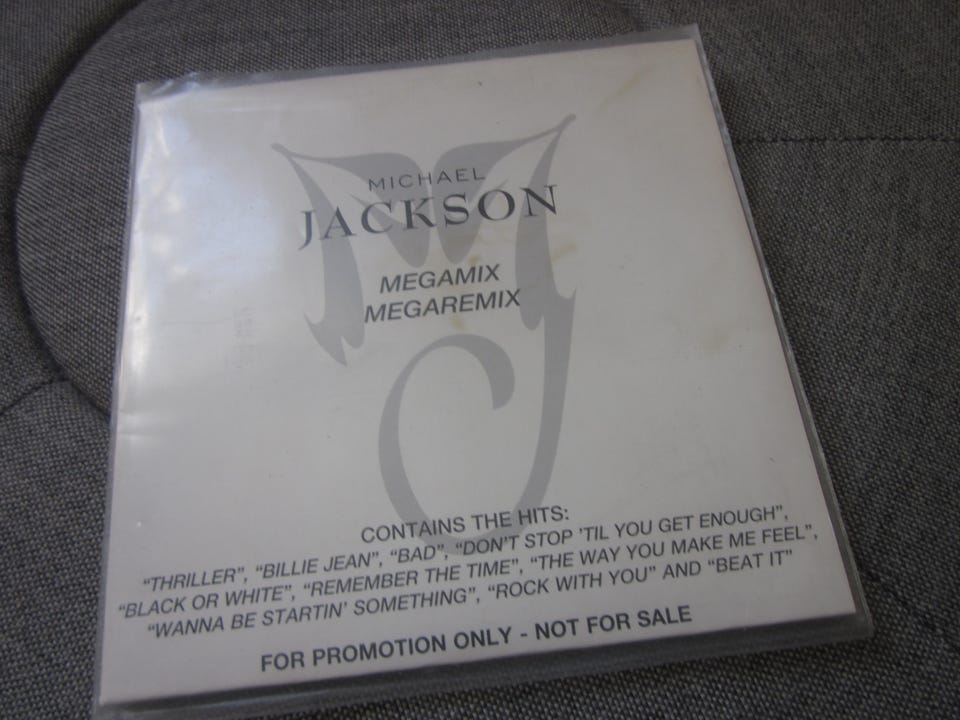 MICHAEL
JACKSON
MEGAMIX
MEGAREMIX
CONTAINS THE HITS:
“THRILLER”, “BILLIE JEAN”, “BAD”, “DON’T STOP ’TIL YOU GET ENOUGH”,
“BLACK OR WHITE”, “REMEMBER THE TIME”, “THE WAY YOU MAKE ME FEEL”,
“WANNA BE STARTIN’ SOMETHING”, “ROCK WITH YOU” AND “BEAT IT”
FOR PROMOTION ONLY - NOT FOR SALE